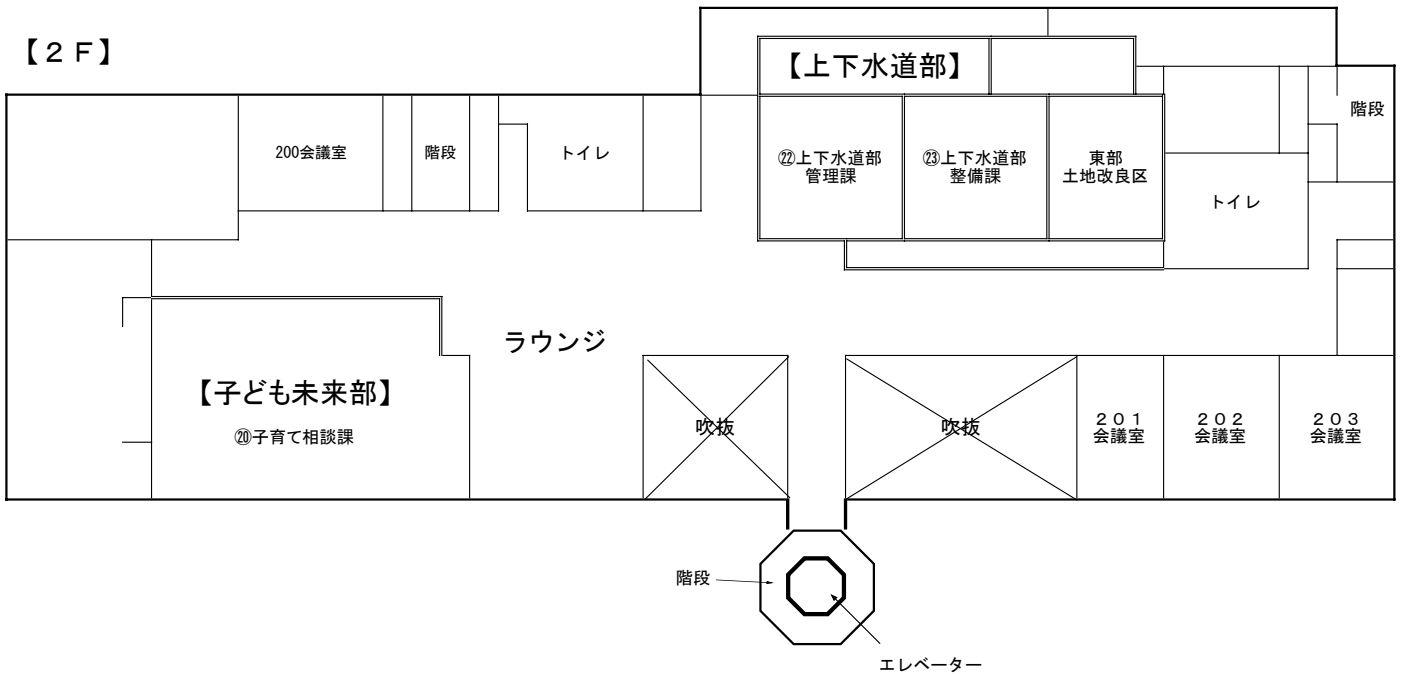 【２Ｆ】
【上下水道部】
階段
200会議室
階段
トイレ
㉒上下水道部
管理課
㉓上下水道部
整備課
東部
土地改良区
トイレ
ラウンジ
【子ども未来部】
⑳子育て相談課
吹抜
吹抜
２０１
会議室
２０２
会議室
２０３
会議室
階段
エレベーター